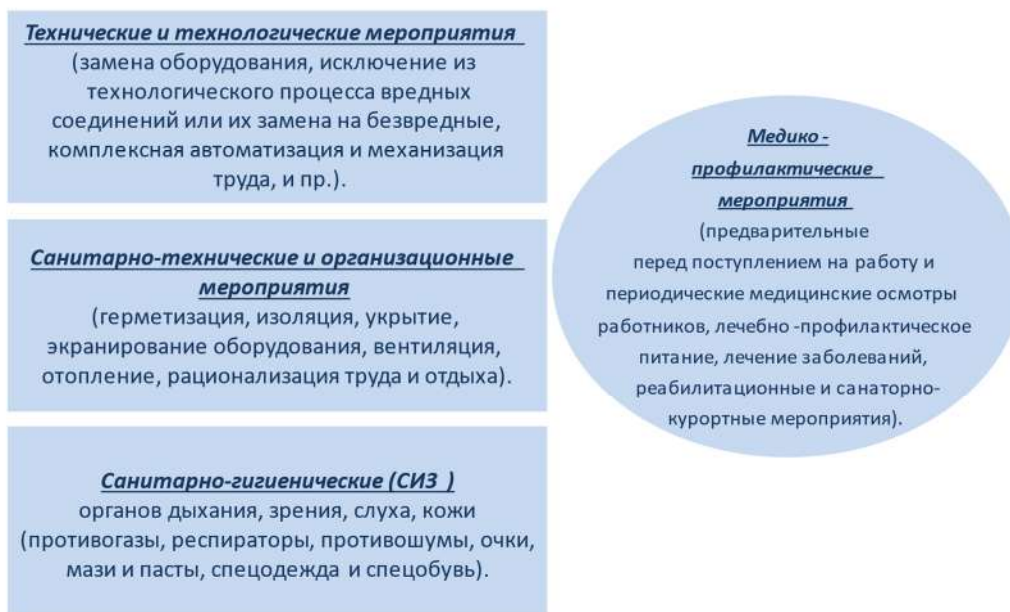 Технические и технологические мероприятия
(замена оборудования, исключение из
технологического процесса вредных
соединений или их замена на безвредные,
комплексная автоматизация и механизация
труда, и пр.).
Санитарно-технические и организационные
мероприятия
(герметизация, изоляция, укрытие,
экранирование оборудования, вентиляция,
отопление, рационализация труда и отдыха).
Санитарно-гигиенические (СИЗ )
органов дыхания, зрения, слуха, кожи
(противогазы, респираторы, противошумы, очки,
мази и пасты, спецодежда и спецобувь).
Медико -
профилактические
мероприятия
(предварительные
перед поступлением на работу и
периодические медицинские осмотры
работников, лечебно -профилактическое
питание, лечение заболеваний,
реабилитационные и санаторно-
курортные мероприятия).